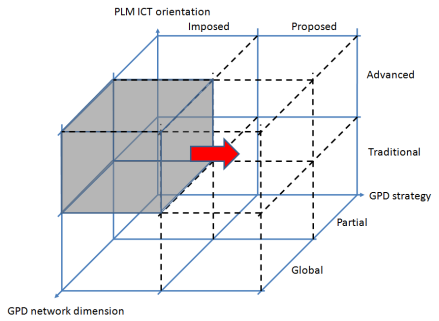 PLM ICT orientation
Imposed
Proposed
Advanced
Traditional
GPD strategy
Partial
Global
GPD network dimension